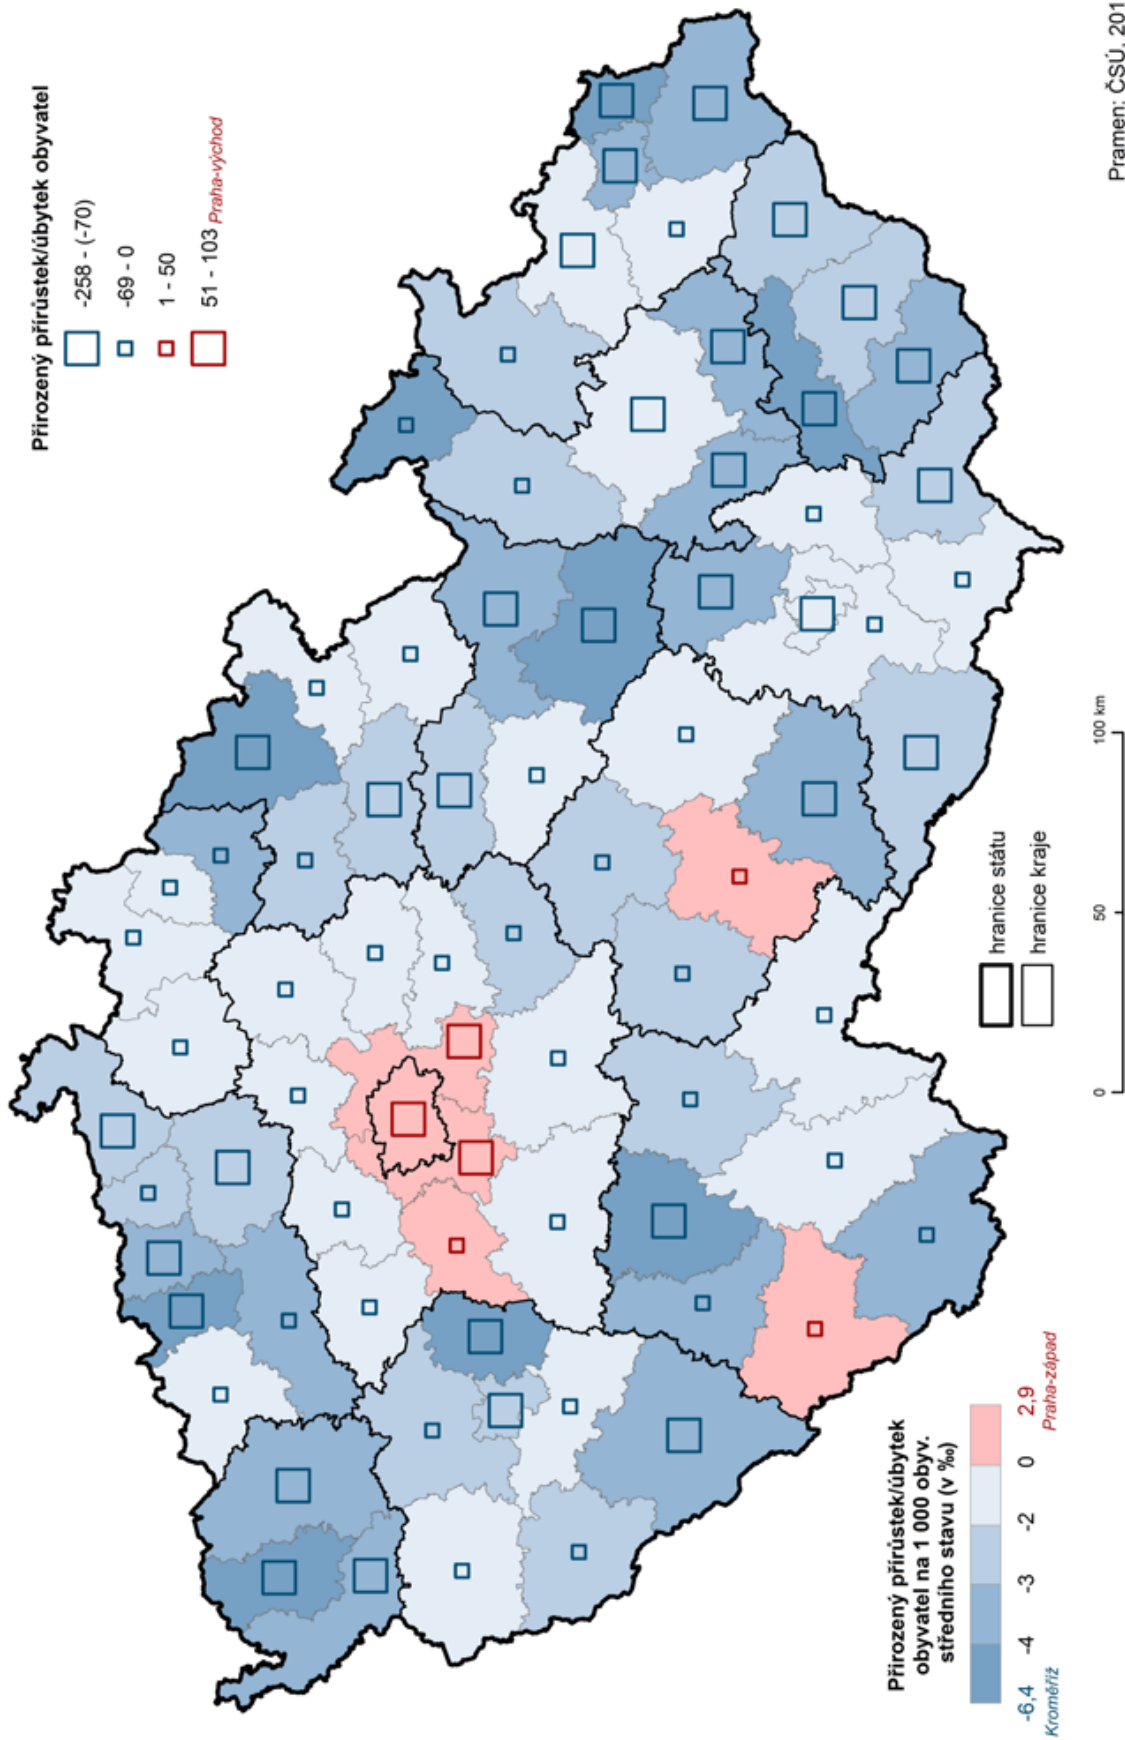 Přirozený přírůstek/úbytek obyvatel
-258 - (-70)
-69 - 0
1 - 50
51 - 103 Praha-východ
Přirozený přírůstek/úbytek
obyvatel na 1 000 obyv.
středního stavu (v ‰)
-6,4 -4 -3 -2 0 2,9
Kroměříž Praha-západ
hranice státu
hranice kraje
0 50 100 km
Pramen: ČSÚ, 201